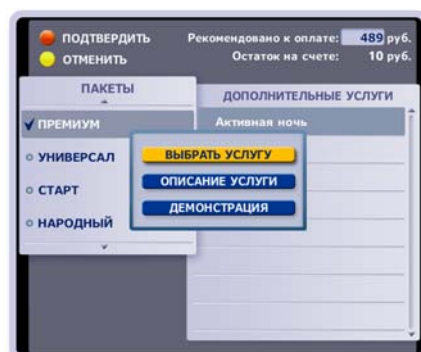 ПОДТВЕРДИТЬ
ОТМЕНИТЬ
Рекомендовано к оплате: 489 руб.
Остаток на счете: 10 руб.
ПАКЕТЫ
ПРЕМИУМ
УНИВЕРСАЛ
СТАРТ
НАРОДНЫЙ
ДОПОЛНИТЕЛЬНЫЕ УСЛУГИ
Активная ночь
ВЫБРАТЬ УСЛУГУ
ОПИСАНИЕ УСЛУГИ
ДЕМОНСТРАЦИЯ